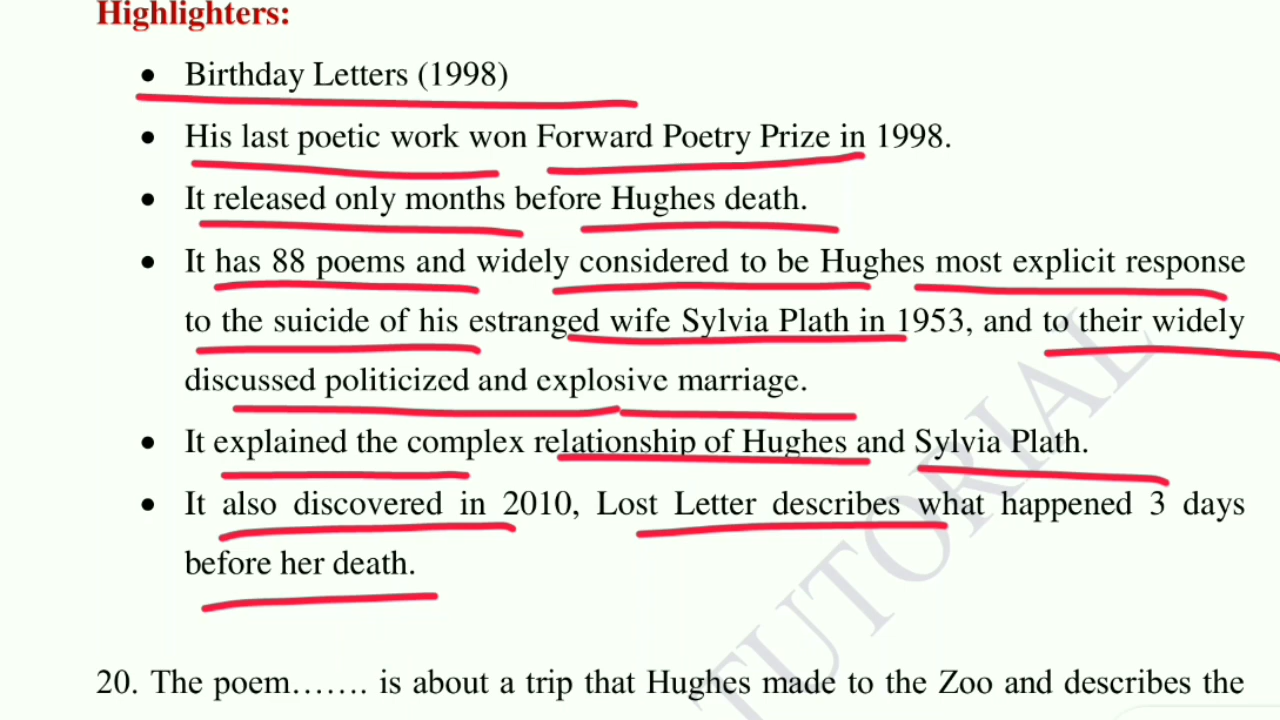 Highlighters:
• Birthday Letters (1998)
• His last poetic work won Forward Poetry Prize in 1998.
• It released only months before Hughes death.
• It has 88 poems and widely considered to be Hughes most explicit response
to the suicide of his estranged wife Sylvia Plath in 1953, and to their widely
discussed politicized and explosive marriage.
• It explained the complex relationship of Hughes and Sylvia Plath.
• It also discovered in 2010, Lost Letter describes what happened 3 days
before her death.
20. The poem……. is about a trip that Hughes made to the Zoo and describes the
TUTORIAL